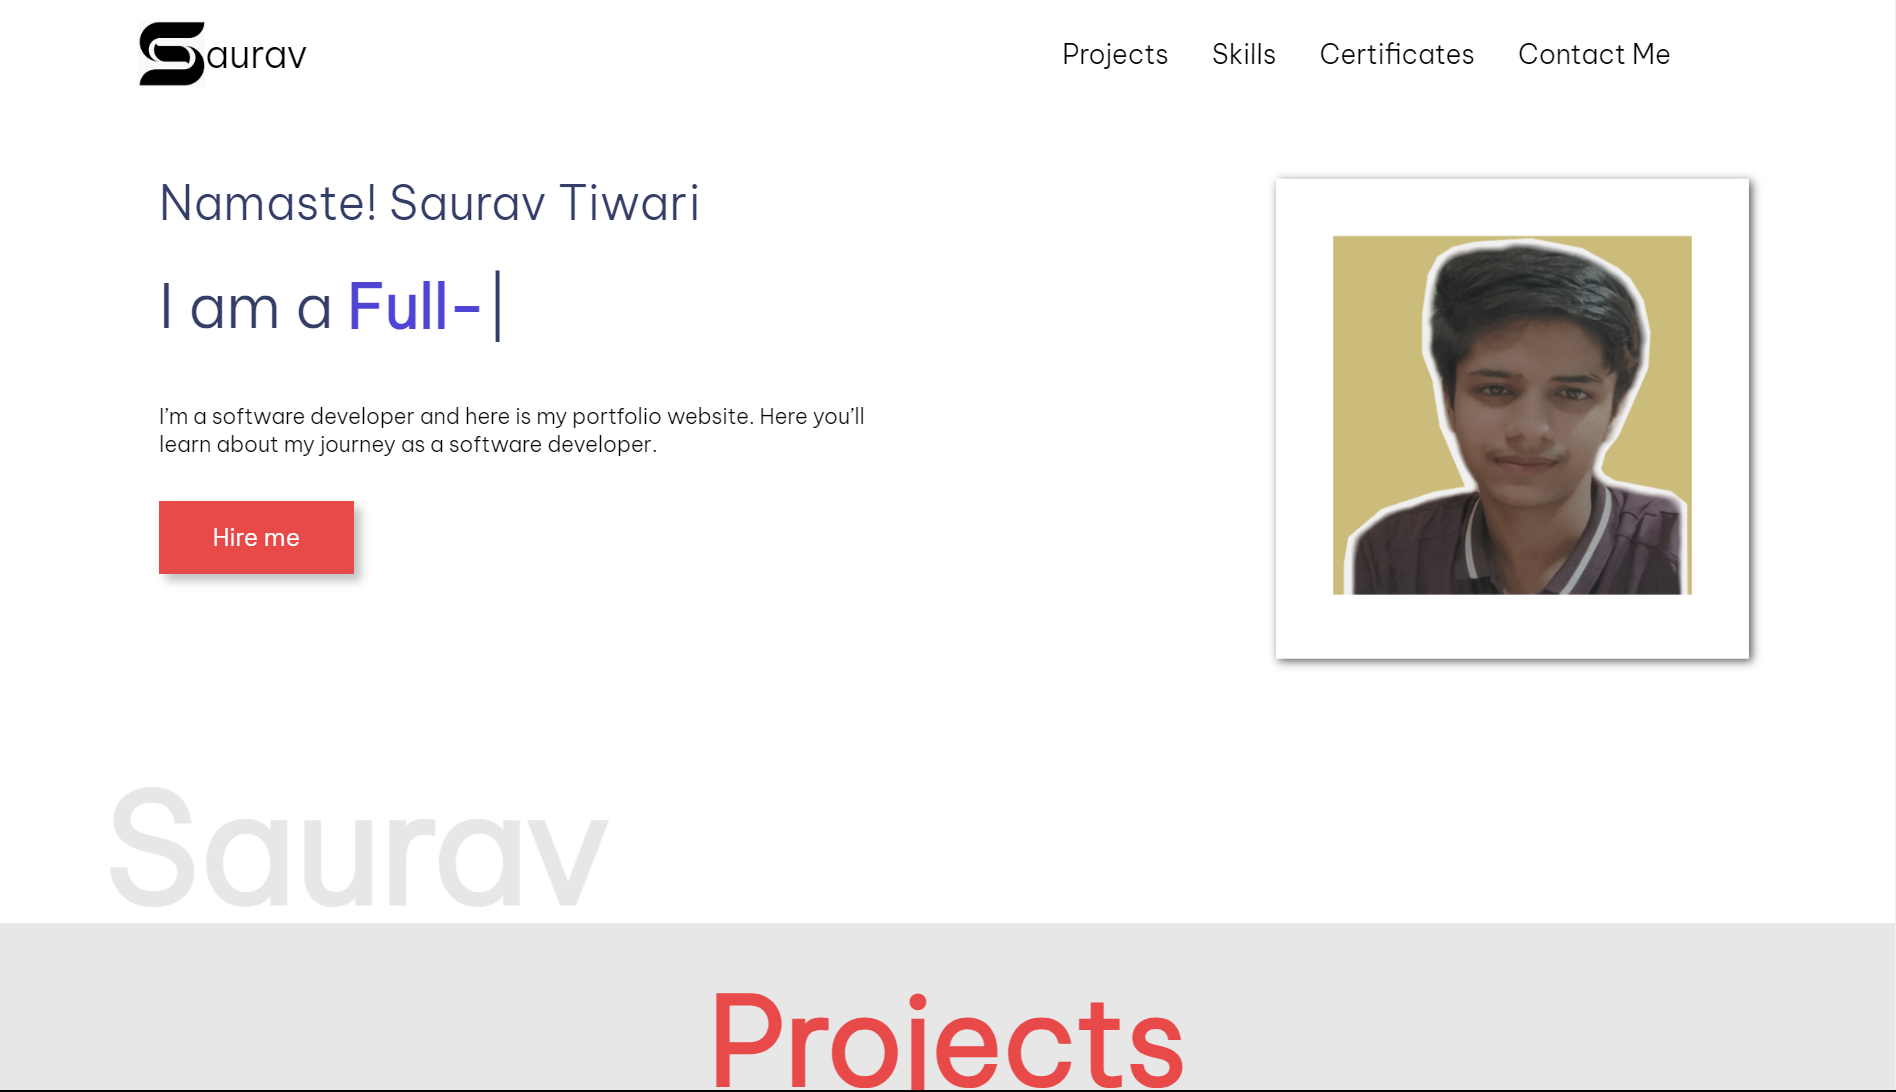 Saurav
Projects Skills Certificates Contact Me
Namaste! Saurav Tiwari
I am a Full-
I’m a software developer and here is my portfolio website. Here you’ll
learn about my journey as a software developer.
Hire me
Saurav
Projects